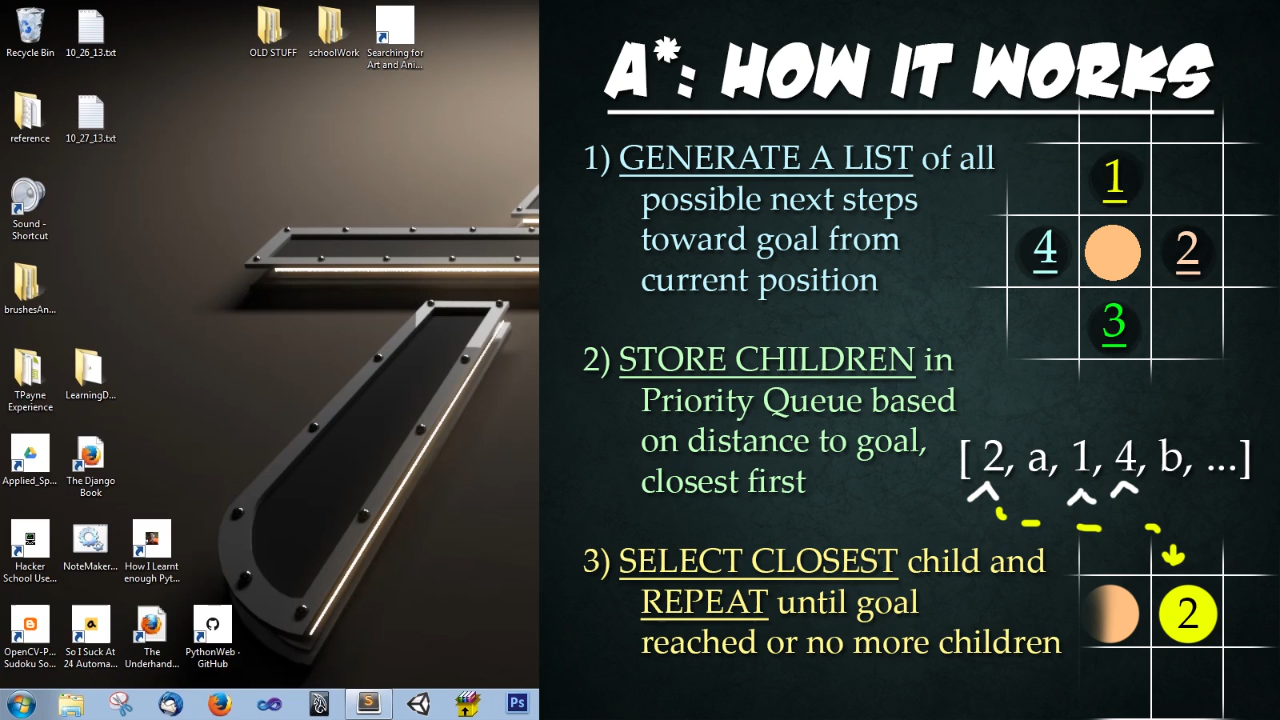 Recycle Bin
10_26_13.txt
OLD STUFF
schoolWork
Searching for
Art and Ani...
reference
10_27_13.txt
Sound -
Shortcut
brushesAn...
TPayne
Experience
LearningD...
Applied_Sp...
The Django
Book
Hacker
School Use...
NoteMaker...
How I Learnt
enough Pyt...
OpenCV-P...
Sudoku So...
So I Suck At
24 Automa...
The
Underhand...
PythonWeb ·
GitHub
S
Ps
A*: HOW IT WORKS
1) GENERATE A LIST of all
possible next steps
toward goal from
current position
1
4
2
3
2) STORE CHILDREN in
Priority Queue based
on distance to goal,
closest first
[ 2, a, 1, 4, b, ...]
3) SELECT CLOSEST child and
REPEAT until goal
reached or no more children
2